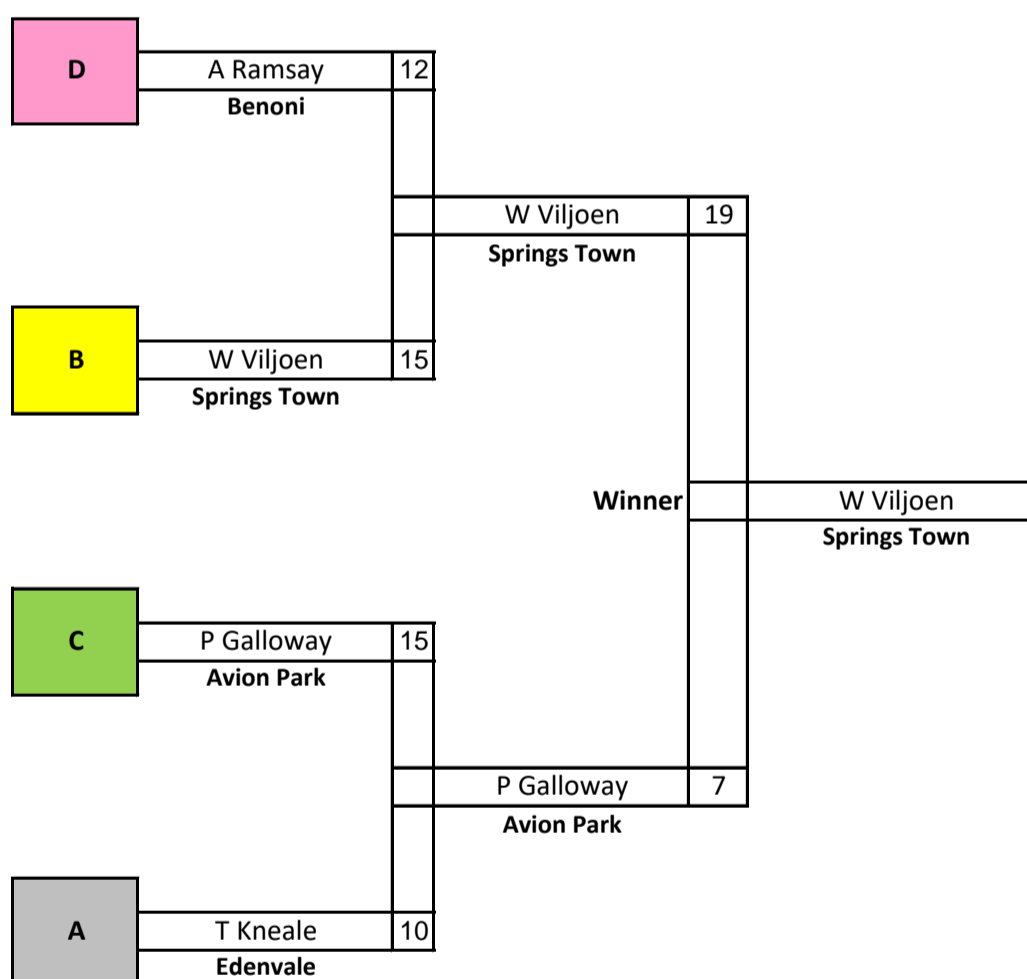 D
A Ramsay 12
Benoni
W Viljoen 19
Springs Town
B
W Viljoen 15
Springs Town
Winner W Viljoen
Springs Town
C
P Galloway 15
Avion Park
P Galloway 7
Avion Park
A
T Kneale 10
Edenvale